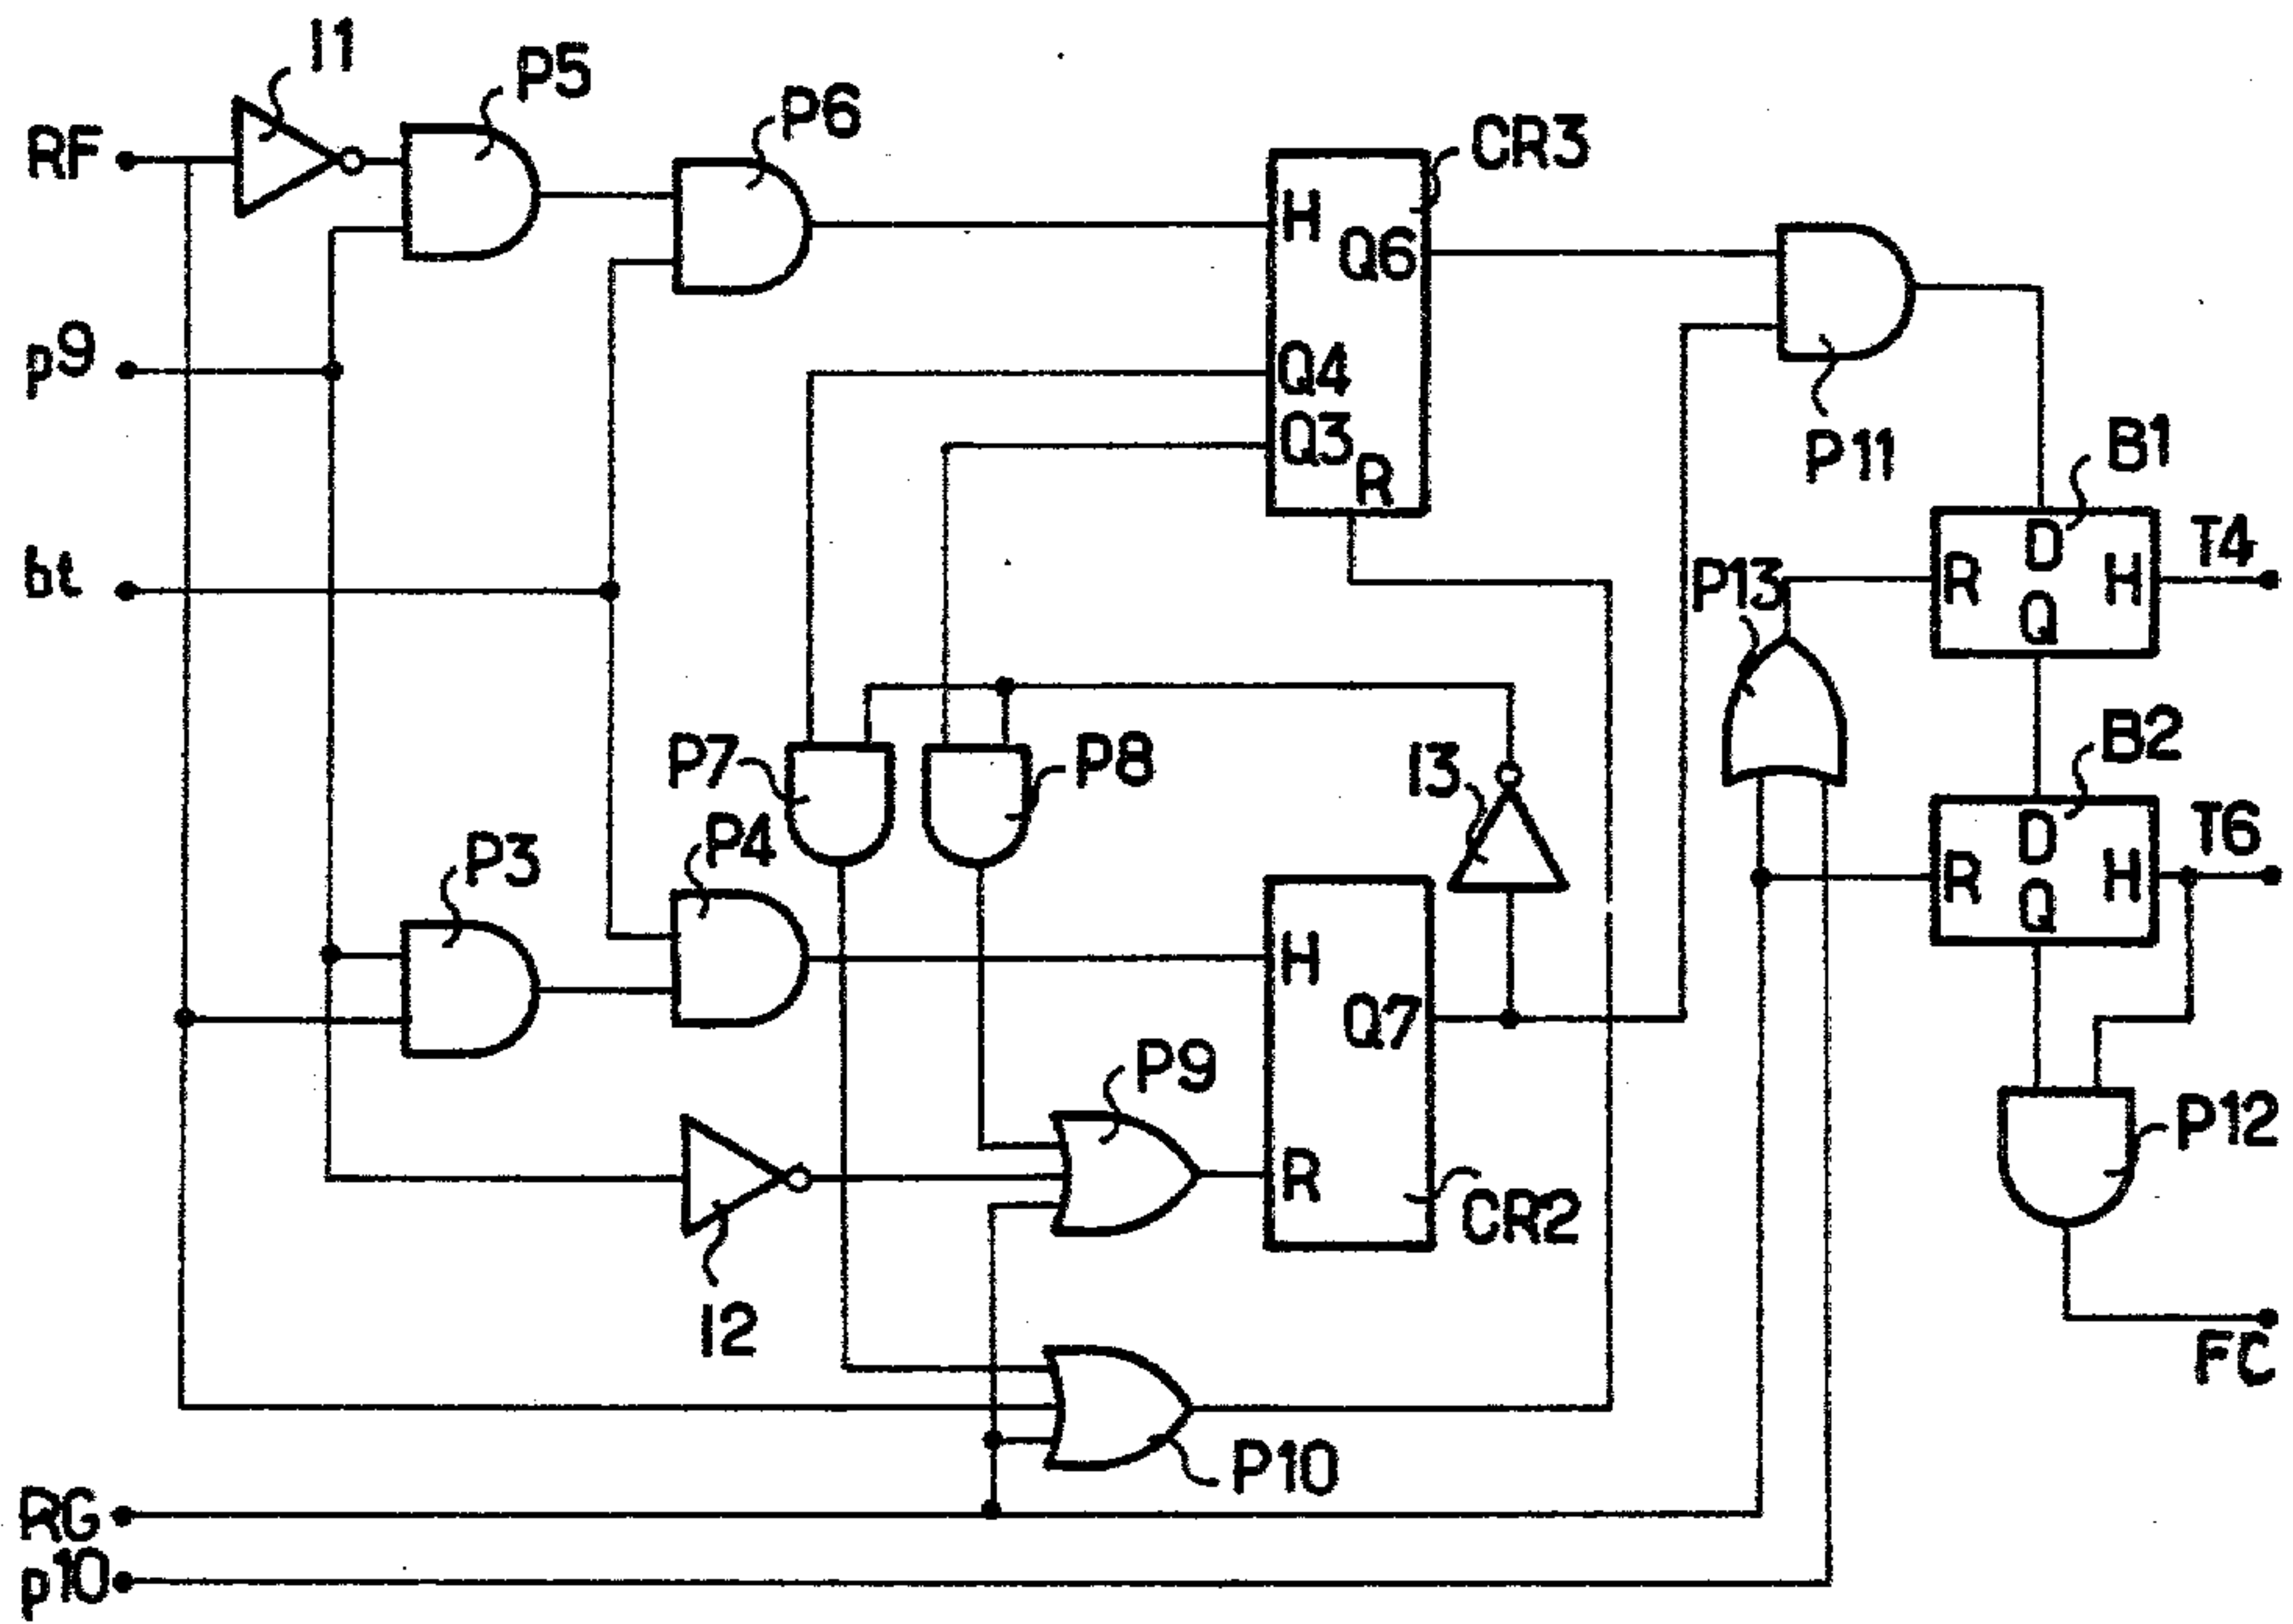 I1
P5
P6
RF
CR3
H
Q6
p9
Q4
Q3
R
P11
B1
bt
P13
R
D
H
Q
T4
P7
P8
I3
B2
P3
P4
R
D
H
Q
T6
H
Q7
P9
R
CR2
P12
I2
FC
P10
RG
p10